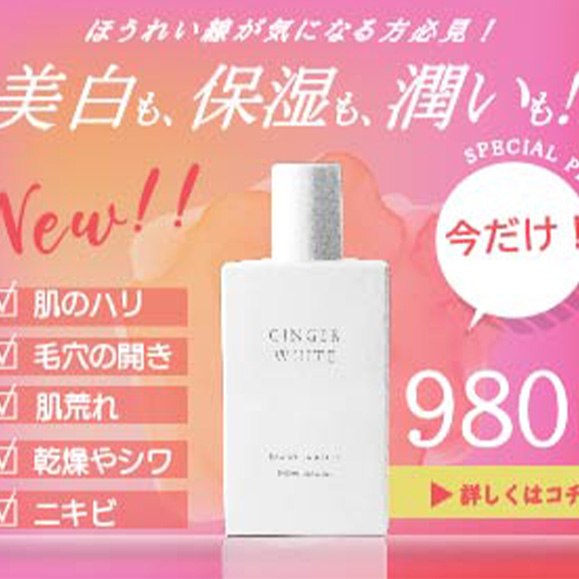 ほうれい線が気になる方必見！
美白も、保湿も、潤いも!
SPECIAL
New!!
今だけ！
肌のハリ
毛穴の開き
肌荒れ
乾燥やシワ
ニキビ
GINGER
WHITE
980
▶詳しくはコチ